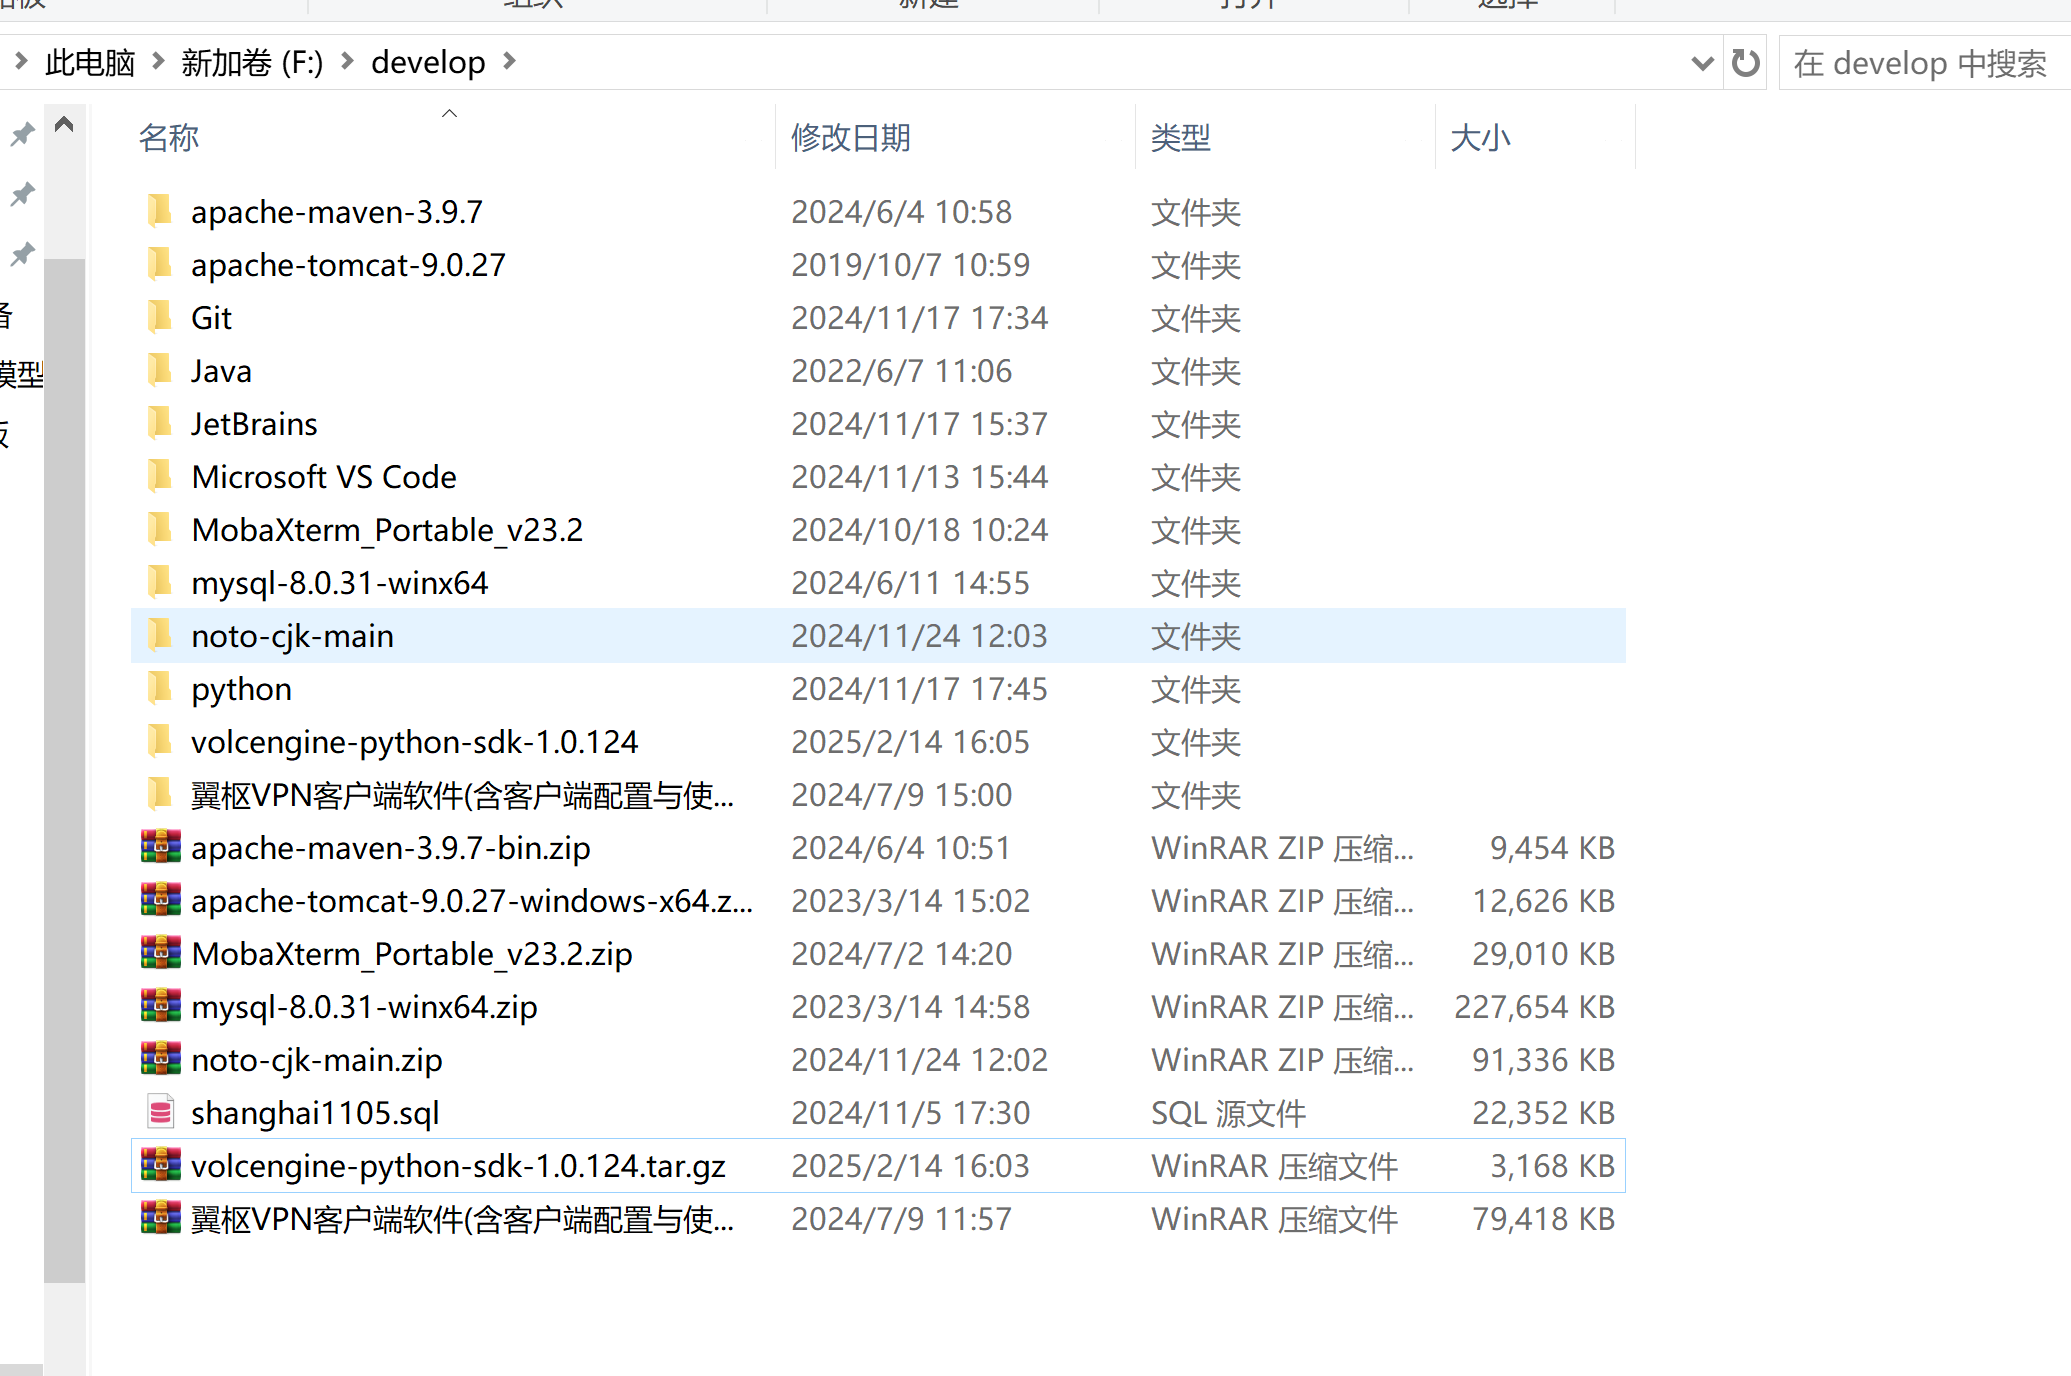 组织
新建
打开
选择
此电脑 新加卷 (F:) develop
在 develop 中搜索
名称 修改日期 类型 大小
模型
apache-maven-3.9.7 2024/6/4 10:58 文件夹
apache-tomcat-9.0.27 2019/10/7 10:59 文件夹
Git 2024/11/17 17:34 文件夹
Java 2022/6/7 11:06 文件夹
JetBrains 2024/11/17 15:37 文件夹
Microsoft VS Code 2024/11/13 15:44 文件夹
MobaXterm_Portable_v23.2 2024/10/18 10:24 文件夹
mysql-8.0.31-winx64 2024/6/11 14:55 文件夹
noto-cjk-main 2024/11/24 12:03 文件夹
python 2024/11/17 17:45 文件夹
volcengine-python-sdk-1.0.124 2025/2/14 16:05 文件夹
翼枢VPN客户端软件(含客户端配置与使... 2024/7/9 15:00 文件夹
apache-maven-3.9.7-bin.zip 2024/6/4 10:51 WinRAR ZIP 压缩... 9,454 KB
apache-tomcat-9.0.27-windows-x64.z... 2023/3/14 15:02 WinRAR ZIP 压缩... 12,626 KB
MobaXterm_Portable_v23.2.zip 2024/7/2 14:20 WinRAR ZIP 压缩... 29,010 KB
mysql-8.0.31-winx64.zip 2023/3/14 14:58 WinRAR ZIP 压缩... 227,654 KB
noto-cjk-main.zip 2024/11/24 12:02 WinRAR ZIP 压缩... 91,336 KB
shanghai1105.sql 2024/11/5 17:30 SQL 源文件 22,352 KB
volcengine-python-sdk-1.0.124.tar.gz 2025/2/14 16:03 WinRAR 压缩文件 3,168 KB
翼枢VPN客户端软件(含客户端配置与使... 2024/7/9 11:57 WinRAR 压缩文件 79,418 KB